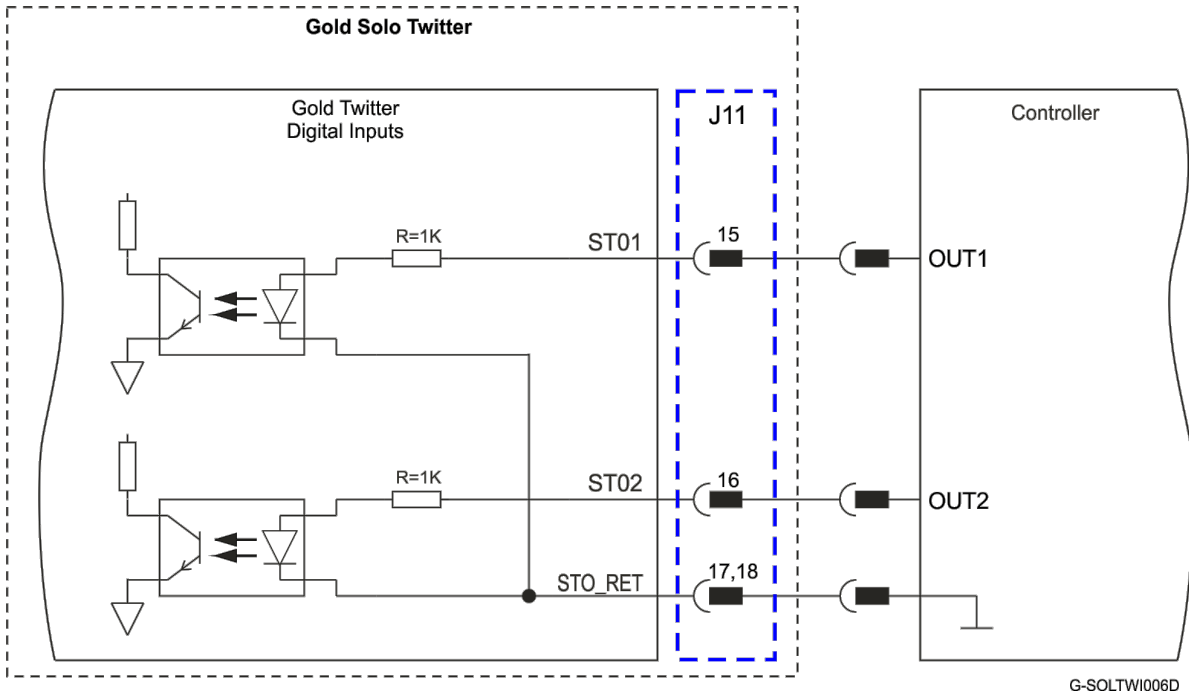 Gold Solo Twitter
Gold Twitter
Digital Inputs
J11
Controller
R=1K
ST01
15
OUT1
R=1K
ST02
16
OUT2
STO_RET
17,18
G-SOLTWI006D